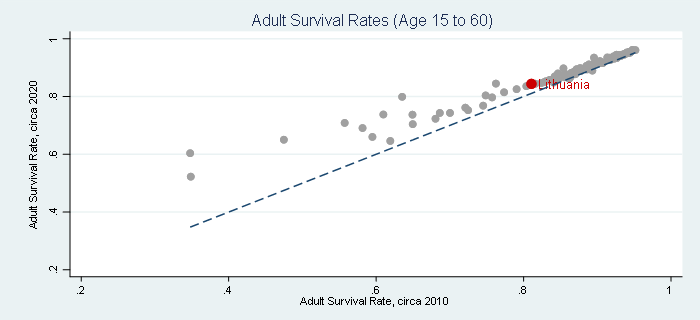 Adult Survival Rates (Age 15 to 60)
Adult Survival Rate, circa 2020
1
.8
.6
.4
.2
Lithuania
.2 .4 .6 .8 1
Adult Survival Rate, circa 2010